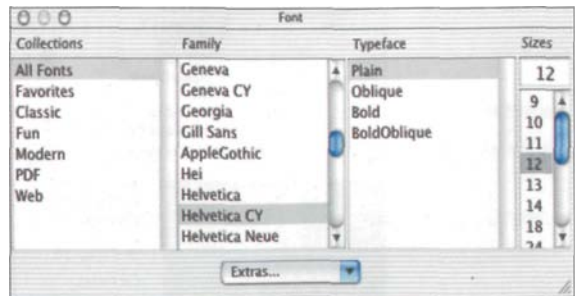 Font
Collections
Family
Typeface
Sizes
All Fonts
Favorites
Classic
Fun
Modern
PDF
Web
Geneva
Geneva CY
Georgia
Gill Sans
AppleGothic
Hei
Helvetica
Helvetica CY
Helvetica Neue
Plain
Oblique
Bold
BoldOblique
12
9
10
11
12
13
14
18
24
Extras...